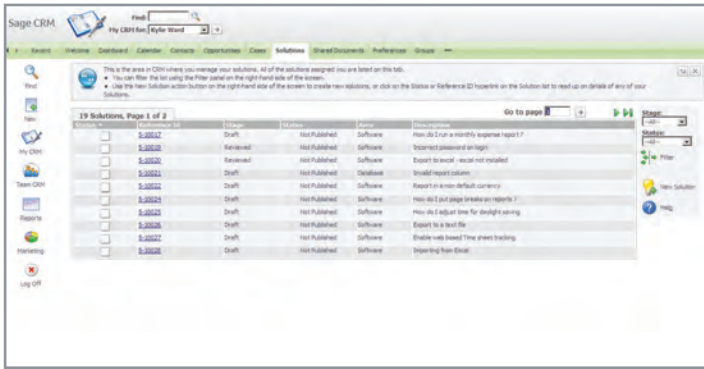 Sage CRM
Find:
My CRM for: Kylie Ward
Recent Welcome Dashboard Calendar Contacts Opportunities Cases Solutions Shared Documents Preferences Groups
Find
New
My CRM
Team CRM
Reports
Marketing
Log Off
This is the area in CRM where you manage your solutions. All of the solutions assigned you are listed on this tab.
• You can filter the list using the Filter panel on the right-hand side of the screen.
• Use the New Solution action button on the right-hand side of the screen to create new solutions, or click on the Status or Reference ID hyperlink on the Solution list to read up on details of any of your
Solutions.
19 Solutions, Page 1 of 2
Go to page
Status Reference Id Stage Status Area Description
5-10017 Draft Not Published Software How do I run a monthly expense report ?
5-10019 Reviewed Not Published Software Incorrect password on login
5-10020 Reviewed Not Published Software Export to excel - excel not installed
5-10021 Draft Not Published Database Invalid report column
5-10022 Draft Not Published Software Report in a non default currency
5-10024 Draft Not Published Software How do I put page breaks on reports ?
5-10025 Draft Not Published Software How do I adjust time for daylight saving
5-10026 Draft Not Published Software Export to a text file
5-10027 Draft Not Published Software Enable web based Time sheet tracking
5-10028 Draft Not Published Software Importing from Excel
Stage:
--All--
Status:
--All--
Filter
New Solution
Help